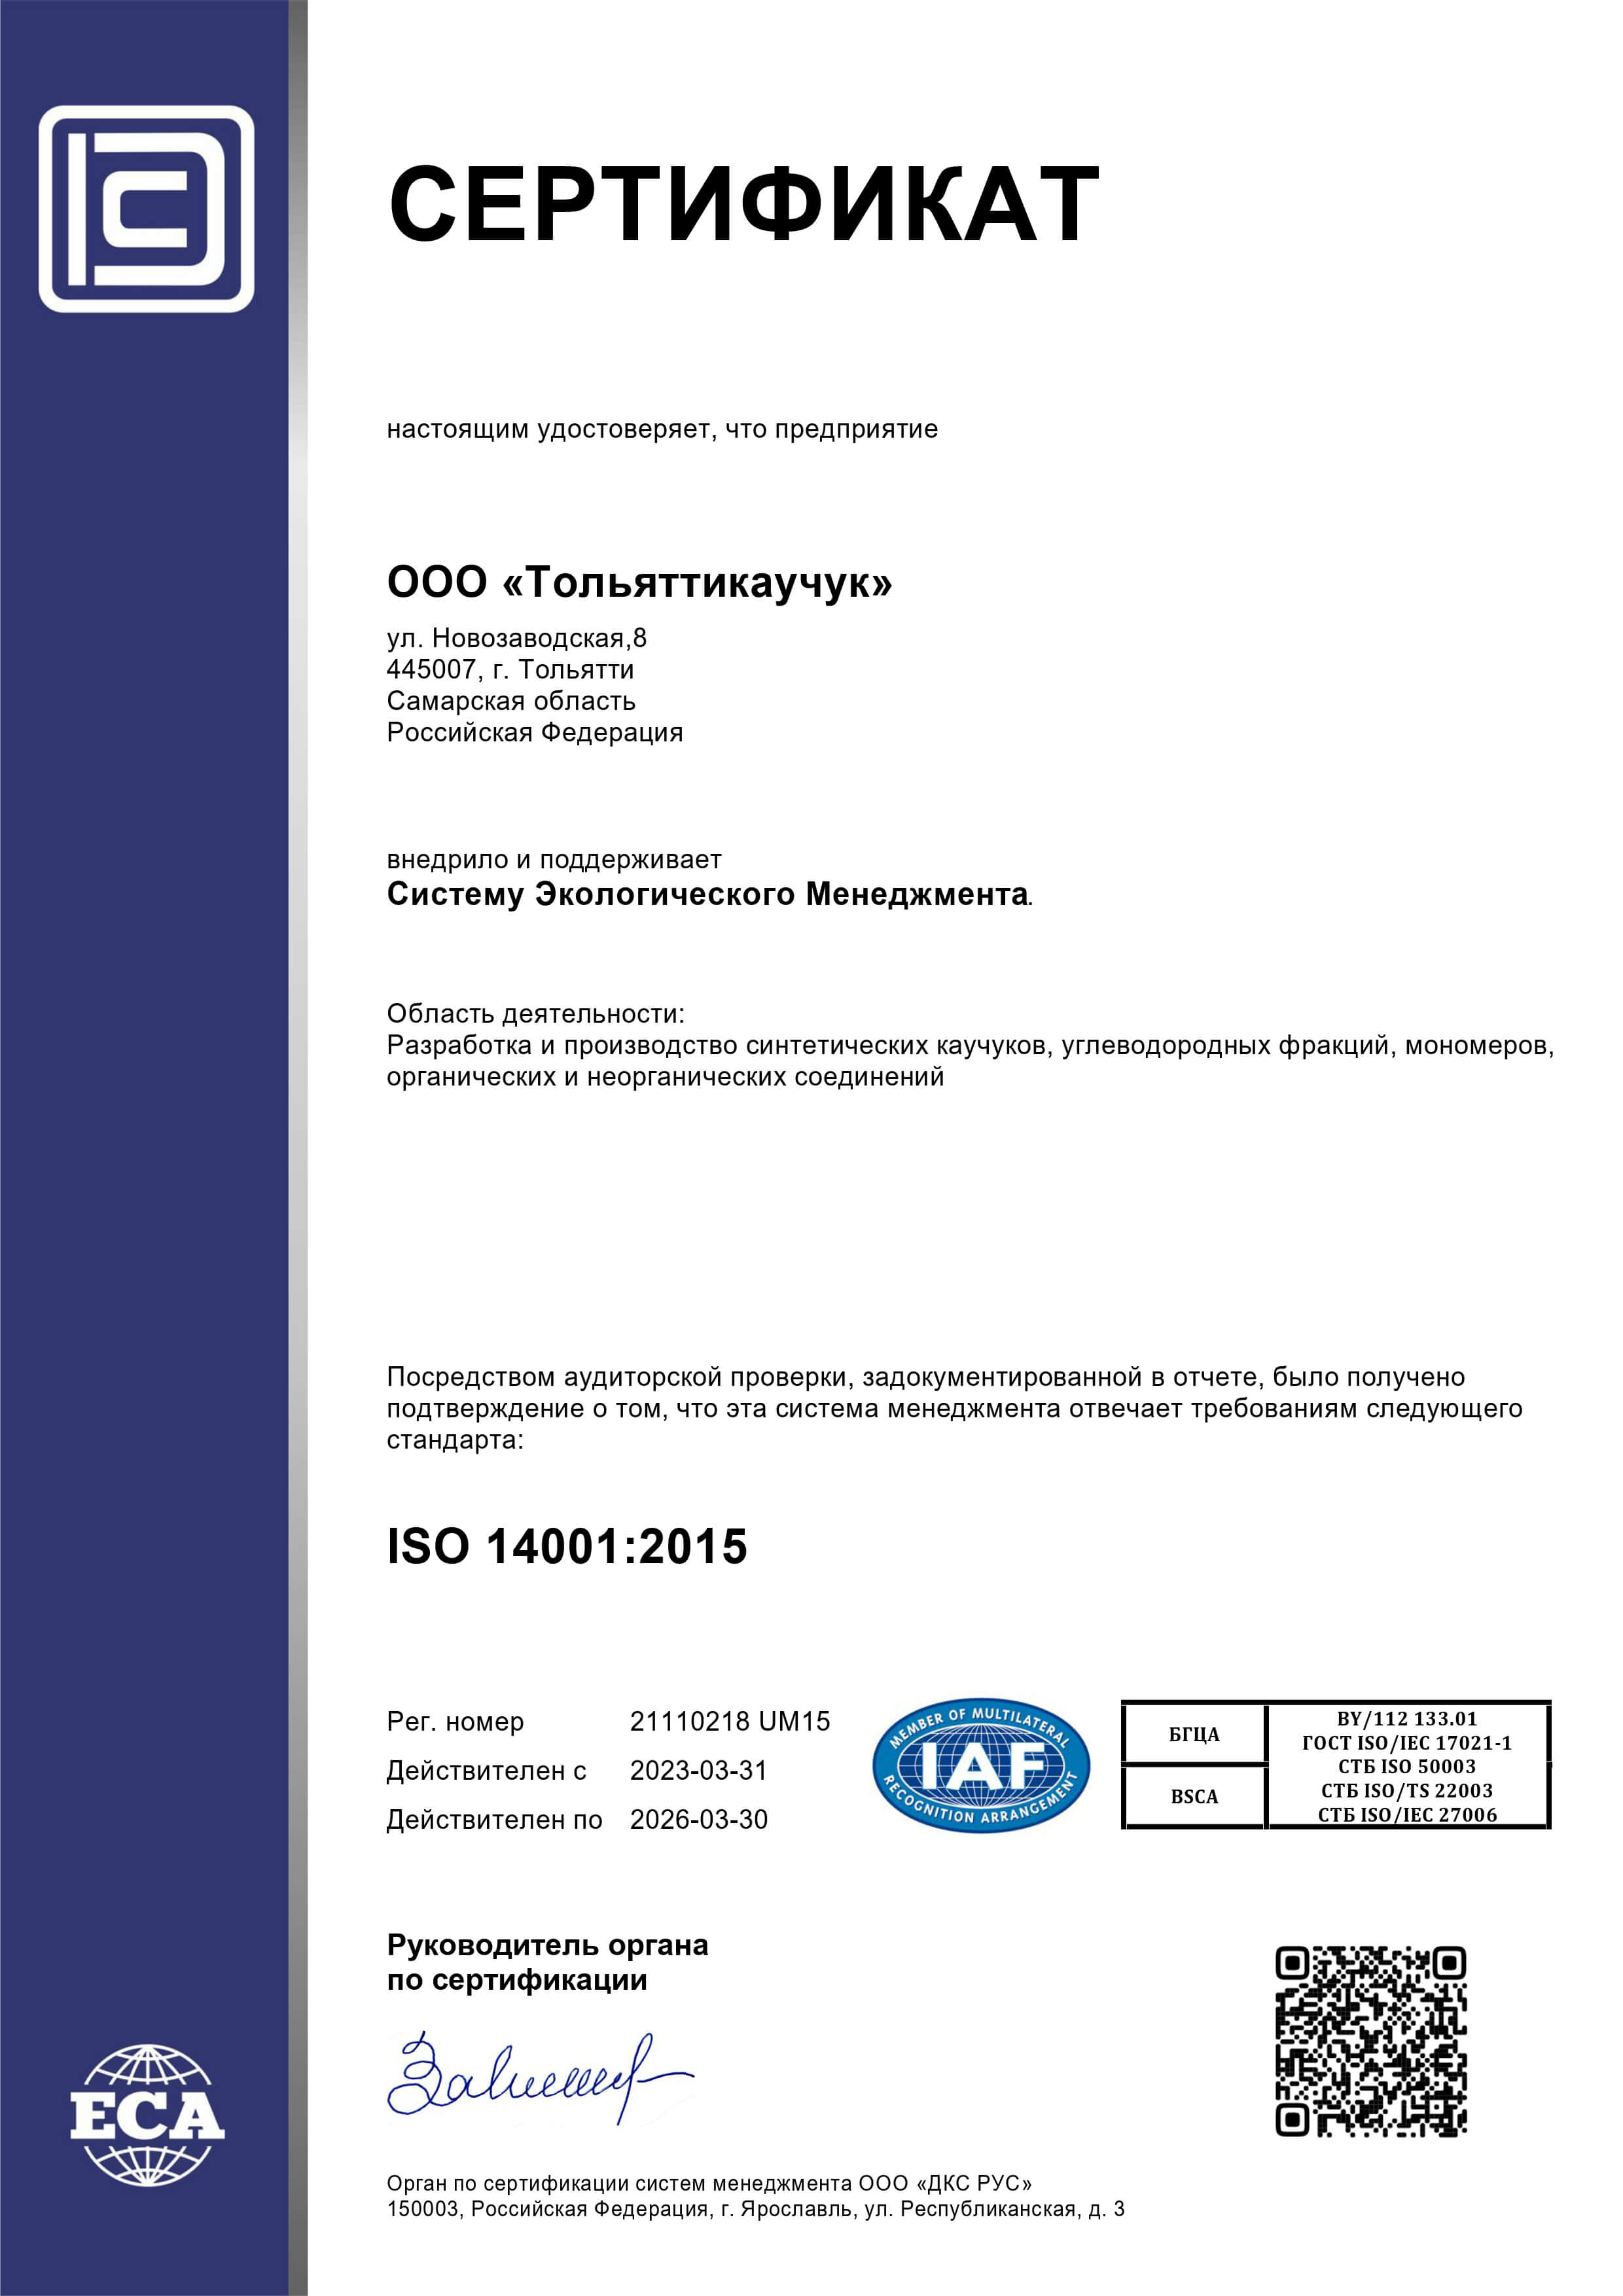 СЕРТИФИКАТ
настоящим удостоверяет, что предприятие
ООО «Тольяттикаучук»
ул. Новозаводская,8
445007, г. Тольятти
Самарская область
Российская Федерация
внедрило и поддерживает
Систему Экологического Менеджмента.
Область деятельности:
Разработка и производство синтетических каучуков, углеводородных фракций, мономеров,
органических и неорганических соединений
Посредством аудиторской проверки, задокументированной в отчете, было получено
подтверждение о том, что эта система менеджмента отвечает требованиям следующего
стандарта:
ISO 14001:2015
Рег. номер 21110218 UM15
Действителен с 2023-03-31
Действителен по 2026-03-30
MEMBER OF MULTILATERAL
IAF
RECOGNITION ARRANGEMENT
БГЦА
BSCA
BY/112 133.01
ГОСТ ISO/IEC 17021-1
СТБ ISO 50003
СТБ ISO/TS 22003
СТБ ISO/IEC 27006
Руководитель органа
по сертификации
ECA
Орган по сертификации систем менеджмента ООО «ДКС РУС»
150003, Российская Федерация, г. Ярославль, ул. Республиканская, д. 3